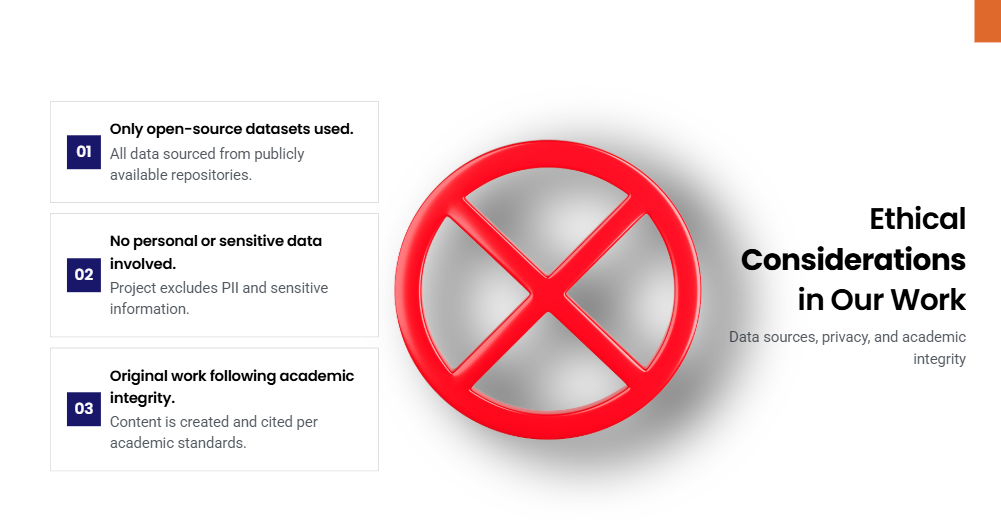 01
Only open-source datasets used.
All data sourced from publicly
available repositories.
02
No personal or sensitive data
involved.
Project excludes PII and sensitive
information.
03
Original work following academic
integrity.
Content is created and cited per
academic standards.
Ethical
Considerations
in Our Work
Data sources, privacy, and academic
integrity